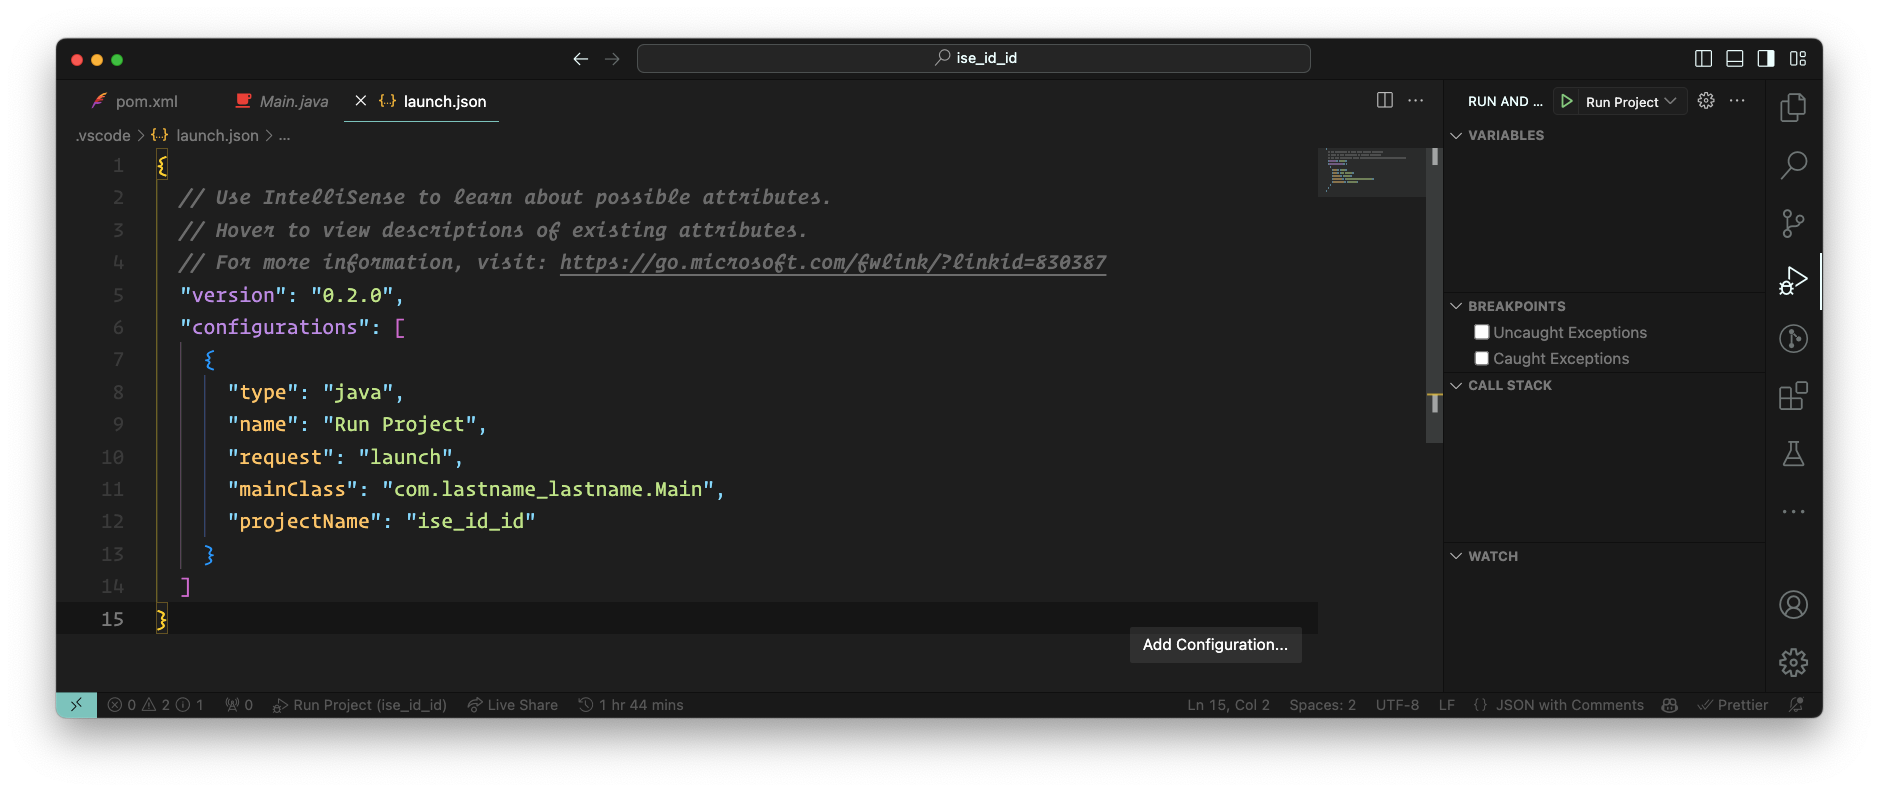 ise_id_id
pom.xml
Main.java
launch.json
RUN AND ...
Run Project
.vscode > launch.json > ...
VARIABLES
1 {
2 // Use IntelliSense to learn about possible attributes.
3 // Hover to view descriptions of existing attributes.
4 // For more information, visit: https://go.microsoft.com/fwlink/?linkid=830387
5 "version": "0.2.0",
6 "configurations": [
7 {
8 "type": "java",
9 "name": "Run Project",
10 "request": "launch",
11 "mainClass": "com.lastname_lastname.Main",
12 "projectName": "ise_id_id"
13 }
14 ]
15 }
BREAKPOINTS
Uncaught Exceptions
Caught Exceptions
CALL STACK
WATCH
Add Configuration...
0 2 1 0 Run Project (ise_id_id) Live Share 1 hr 44 mins Ln 15, Col 2 Spaces: 2 UTF-8 LF {} JSON with Comments Prettier